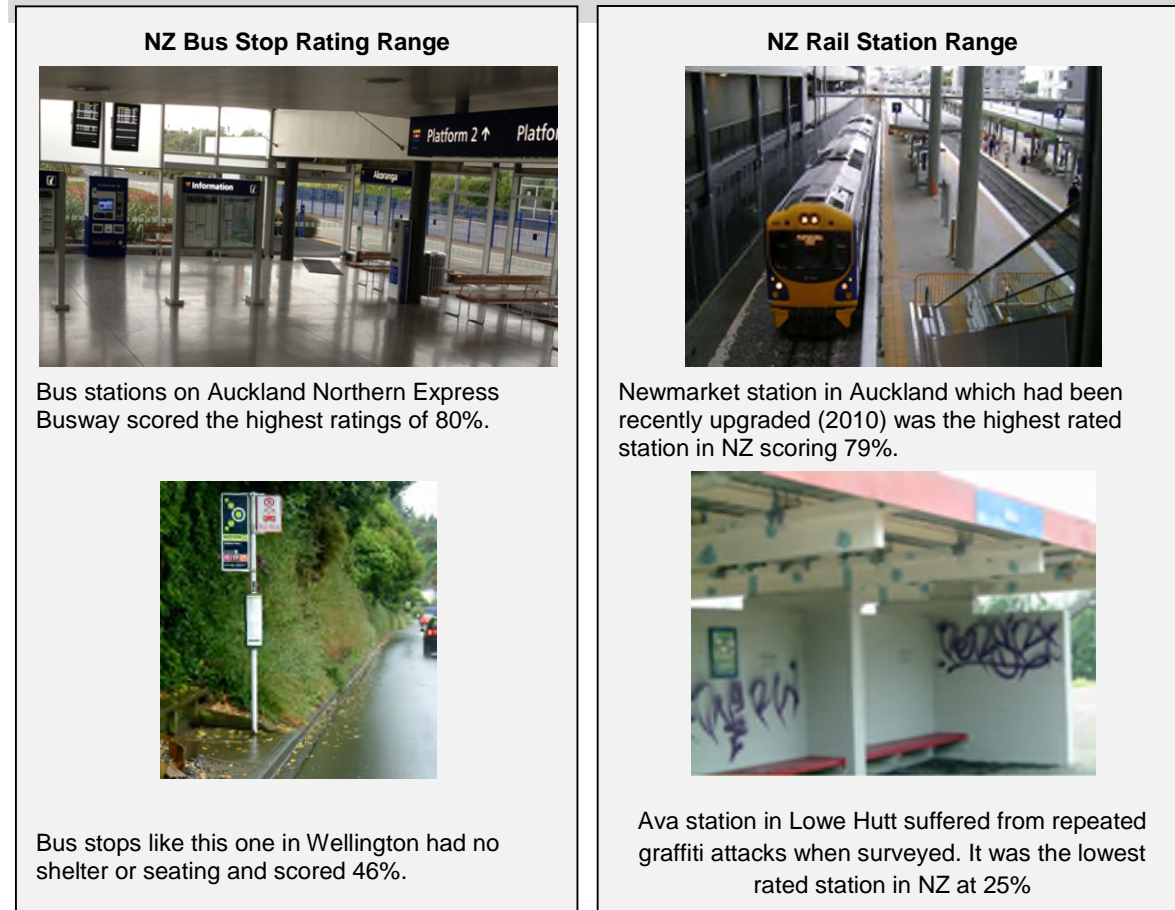 NZ Bus Stop Rating Range
Platform 2 ↑ Platfo
Akoranga
Information i
Bus stations on Auckland Northern Express
Busway scored the highest ratings of 80%.
Bus stops like this one in Wellington had no
shelter or seating and scored 46%.
NZ Rail Station Range
Newmarket station in Auckland which had been
recently upgraded (2010) was the highest rated
station in NZ scoring 79%.
Ava station in Lowe Hutt suffered from repeated
graffiti attacks when surveyed. It was the lowest
rated station in NZ at 25%